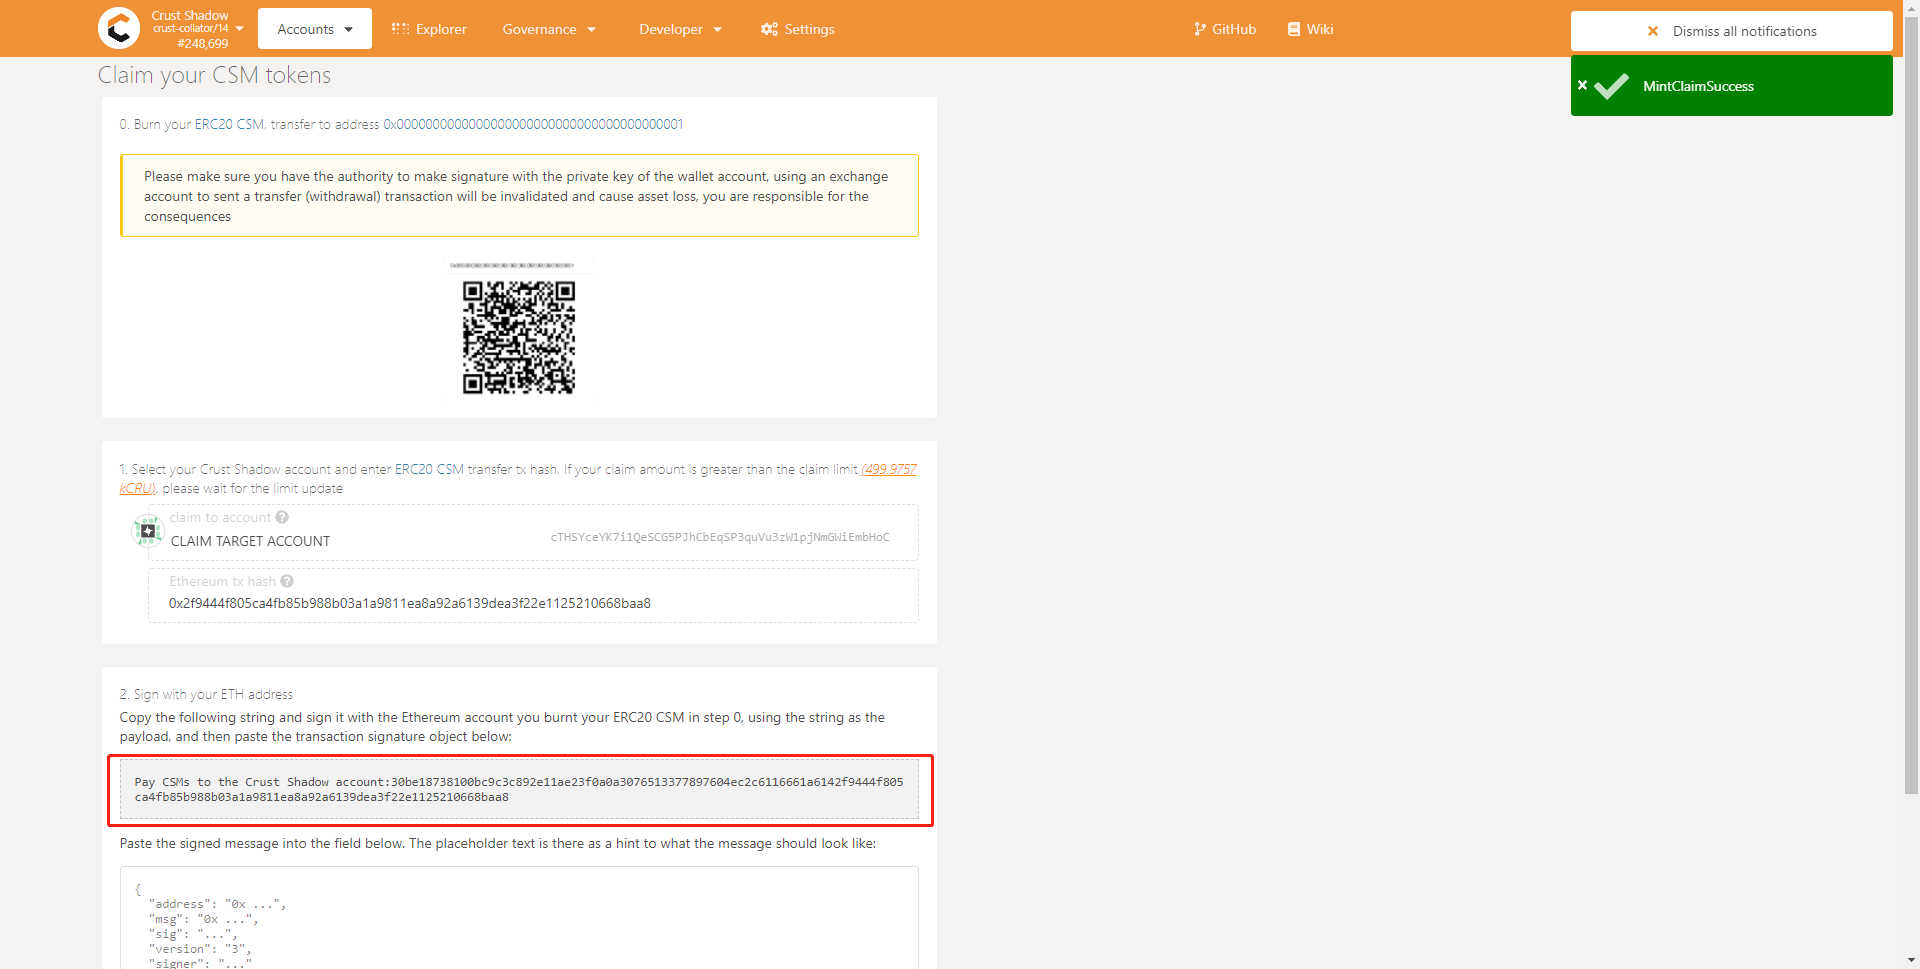 Crust Shadow
crust-collator/14
#248,699
Accounts
Explorer
Governance
Developer
Settings
GitHub
Wiki
Dismiss all notifications
MintClaimSuccess
Claim your CSM tokens
0. Burn your ERC20 CSM, transfer to address 0x0000000000000000000000000000000000000001
Please make sure you have the authority to make signature with the private key of the wallet account, using an exchange
account to sent a transfer (withdrawal) transaction will be invalidated and cause asset loss, you are responsible for the
consequences
1. Select your Crust Shadow account and enter ERC20 CSM transfer tx hash, If your claim amount is greater than the claim limit (499.9757
kCRU), please wait for the limit update
claim to account
CLAIM TARGET ACCOUNT
cTHSYceYK7i1QeSCG5PJhCbEqSP3quVu3zW1pjNmGWiEmbHoC
Ethereum tx hash
0x2f9444f805ca4fb85b988b03a1a9811ea8a92a6139dea3f22e1125210668baa8
2. Sign with your ETH address
Copy the following string and sign it with the Ethereum account you burnt your ERC20 CSM in step 0, using the string as the
payload, and then paste the transaction signature object below:
Pay CSMs to the Crust Shadow account:30be18738100bc9c3c892e11ae23f0a0a3076513377897604ec2c6116661a6142f9444f805
ca4fb85b988b03a1a9811ea8a92a6139dea3f22e1125210668baa8
Paste the signed message into the field below. The placeholder text is there as a hint to what the message should look like:
{
"address": "0x ...",
"msg": "0x ...",
"sig": "...",
"version": "3",
"signer": "..."